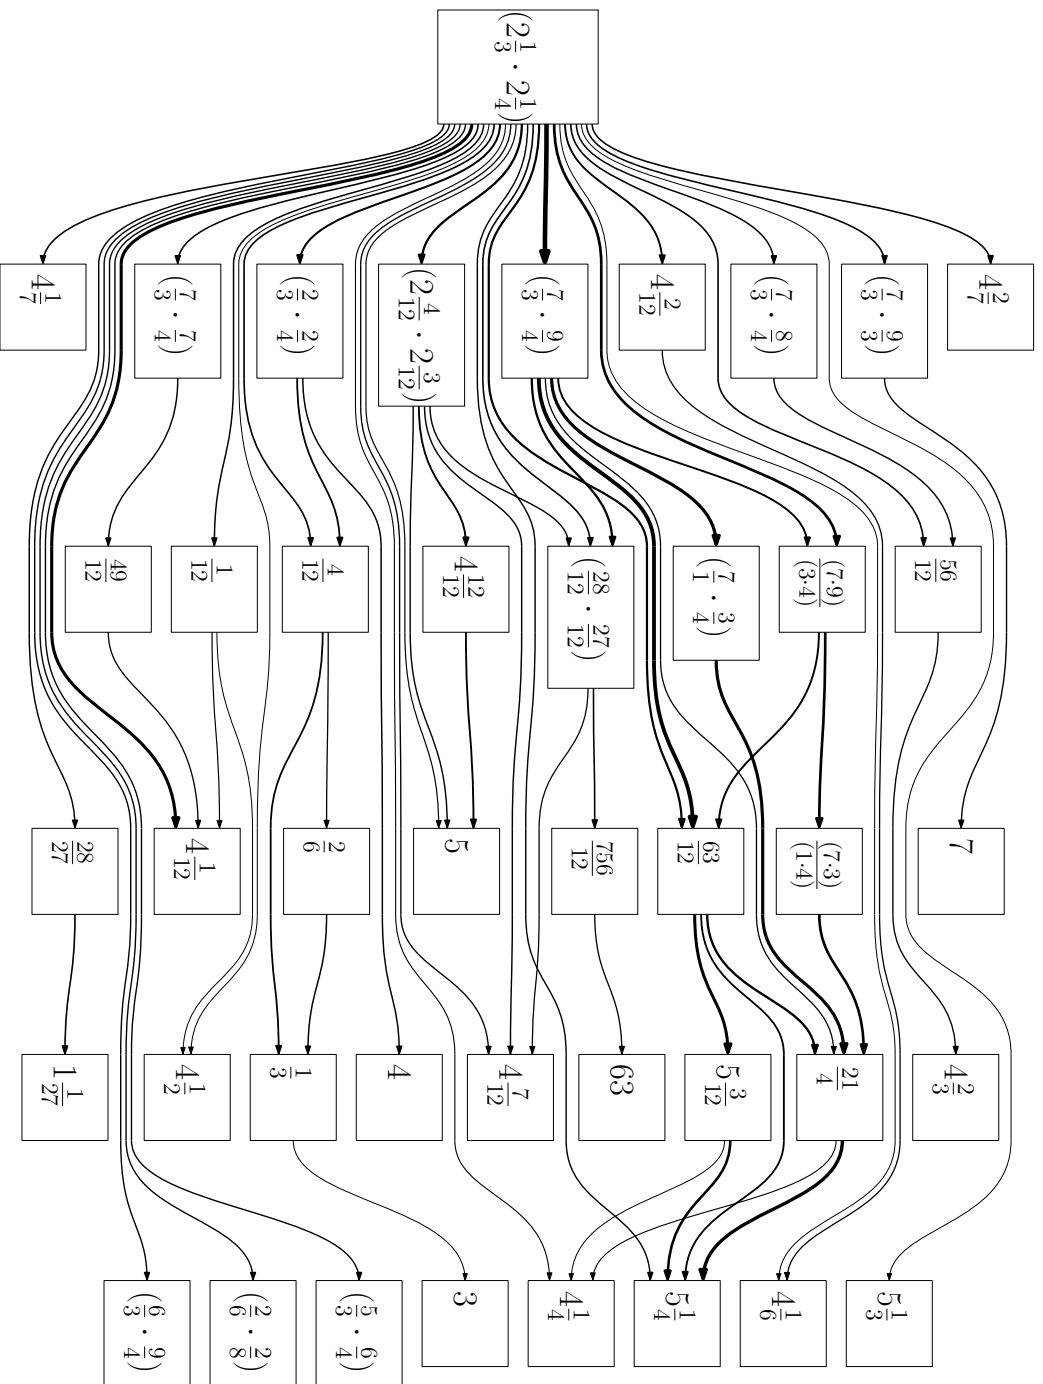 (2 1/3 · 2 1/4)
4 1/7
(7/3 · 7/4)
(2/3 · 2/4)
(2 4/12 · 2 3/12)
(7/3 · 9/4)
4 2/12
(7/3 · 8/4)
(7/3 · 9/3)
4 2/7
49/12
1/12
4/12
4 12/12
(28/12 · 27/12)
(7/1 · 3/4)
(7·9)/(3·4)
56/12
28/27
4 1/12
2/6
5
756/12
63/12
(7·3)/(1·4)
7
1 1/27
4 1/2
1/3
4
4 7/12
63
5 3/12
21/4
4 2/3
(6/3 · 9/4)
(2/6 · 2/8)
(5/3 · 6/4)
3
4 1/4
5 1/4
4 1/6
5 1/3